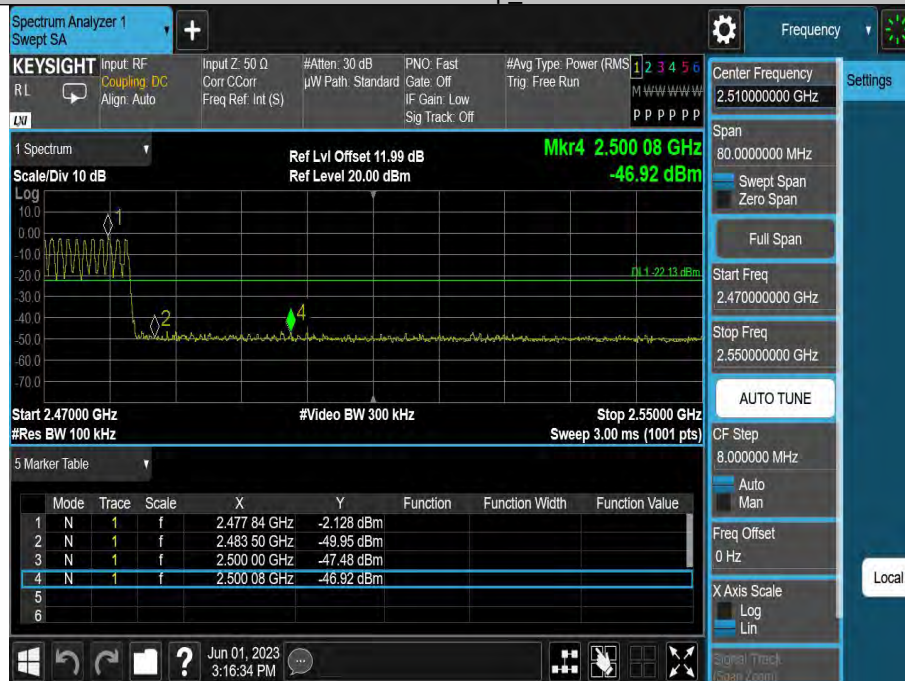 Spectrum Analyzer 1
Swept SA
+
Frequency
KEYSIGHT
RL
LXI
Input: RF
Coupling: DC
Align: Auto
Input Z: 50 Ω
Corr CCorr
Freq Ref: Int (S)
#Atten: 30 dB
µW Path: Standard
PNO: Fast
Gate: Off
IF Gain: Low
Sig Track: Off
#Avg Type: Power (RMS
Trig: Free Run
1 2 3 4 5 6
M W W W W W
P P P P P P
1 Spectrum
Scale/Div 10 dB
Ref Lvl Offset 11.99 dB
Ref Level 20.00 dBm
Mkr4 2.500 08 GHz
-46.92 dBm
Log
10.0
0.00
-10.0
-20.0
-30.0
-40.0
-50.0
-60.0
-70.0
1
2
4
DL1 -22.13 dBm
Start 2.47000 GHz
#Res BW 100 kHz
#Video BW 300 kHz
Stop 2.55000 GHz
Sweep 3.00 ms (1001 pts)
5 Marker Table
Mode Trace Scale X Y Function Function Width Function Value
1 N 1 f 2.477 84 GHz -2.128 dBm
2 N 1 f 2.483 50 GHz -49.95 dBm
3 N 1 f 2.500 00 GHz -47.48 dBm
4 N 1 f 2.500 08 GHz -46.92 dBm
5
6
?
Jun 01, 2023
3:16:34 PM
Center Frequency
2.510000000 GHz
Settings
Span
80.0000000 MHz
Swept Span
Zero Span
Full Span
Start Freq
2.470000000 GHz
Stop Freq
2.550000000 GHz
AUTO TUNE
CF Step
8.000000 MHz
Auto
Man
Freq Offset
0 Hz
X Axis Scale
Log
Lin
Local
Signal Track
(Span Zoom)